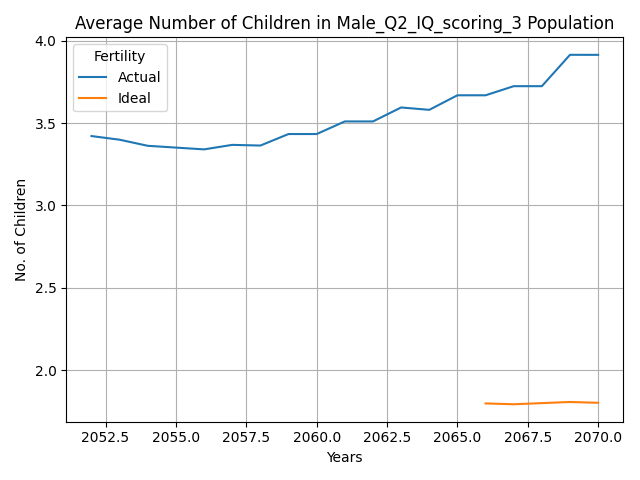 Average Number of Children in Male_Q2_IQ_scoring_3 Population
Fertility
Actual
Ideal
No. of Children
4.0
3.5
3.0
2.5
2.0
2052.5 2055.0 2057.5 2060.0 2062.5 2065.0 2067.5 2070.0
Years